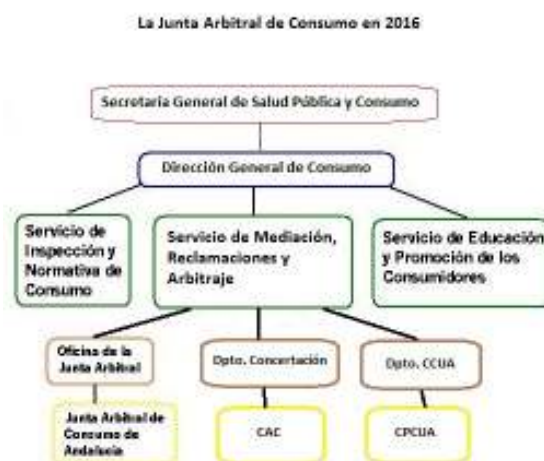 La Junta Arbitral de Consumo en 2016
Secretaria General de Salud Pública y Consumo
Dirección General de Consumo
Servicio de
Inspección y
Normativa de
Consumo
Servicio de Mediación,
Reclamaciones y
Arbitraje
Servicio de Educación
y Promoción de los
Consumidores
Oficina de la
Junta Arbitral
Dpto. Concertación
Dpto. CCUA
Junta Arbitral de
Consumo de
Andalucía
CAC
CPCUA